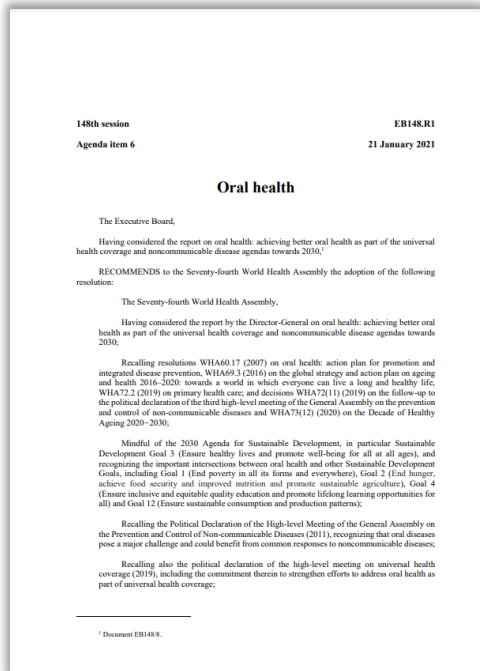 148th session EB148.R1
Agenda item 6 21 January 2021
Oral health
The Executive Board,
Having considered the report on oral health: achieving better oral health as part of the universal
health coverage and noncommunicable disease agendas towards 2030,¹
RECOMMENDS to the Seventy-fourth World Health Assembly the adoption of the following
resolution:
The Seventy-fourth World Health Assembly,
Having considered the report by the Director-General on oral health: achieving better oral
health as part of the universal health coverage and noncommunicable disease agendas towards
2030;
Recalling resolutions WHA60.17 (2007) on oral health: action plan for promotion and
integrated disease prevention, WHA69.3 (2016) on the global strategy and action plan on ageing
and health 2016–2020: towards a world in which everyone can live a long and healthy life,
WHA72.2 (2019) on primary health care; and decisions WHA72(11) (2019) on the follow-up to
the political declaration of the third high-level meeting of the General Assembly on the prevention
and control of non-communicable diseases and WHA73(12) (2020) on the Decade of Healthy
Ageing 2020−2030;
Mindful of the 2030 Agenda for Sustainable Development, in particular Sustainable
Development Goal 3 (Ensure healthy lives and promote well-being for all at all ages), and
recognizing the important intersections between oral health and other Sustainable Development
Goals, including Goal 1 (End poverty in all its forms and everywhere), Goal 2 (End hunger,
achieve food security and improved nutrition and promote sustainable agriculture), Goal 4
(Ensure inclusive and equitable quality education and promote lifelong learning opportunities for
all) and Goal 12 (Ensure sustainable consumption and production patterns);
Recalling the Political Declaration of the High-level Meeting of the General Assembly on
the Prevention and Control of Non-communicable Diseases (2011), recognizing that oral diseases
pose a major challenge and could benefit from common responses to noncommunicable diseases;
Recalling also the political declaration of the high-level meeting on universal health
coverage (2019), including the commitment therein to strengthen efforts to address oral health as
part of universal health coverage;
¹ Document EB148/8.